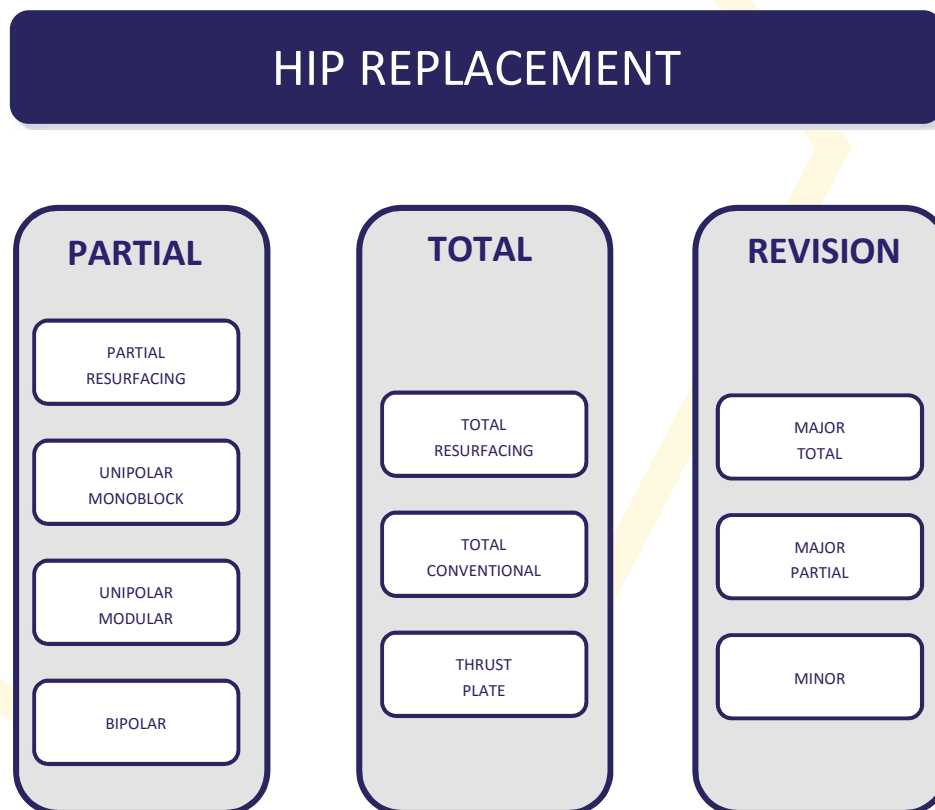 HIP REPLACEMENT
PARTIAL
PARTIAL
RESURFACING
UNIPOLAR
MONOBLOCK
UNIPOLAR
MODULAR
BIPOLAR
TOTAL
TOTAL
RESURFACING
TOTAL
CONVENTIONAL
THRUST
PLATE
REVISION
MAJOR
TOTAL
MAJOR
PARTIAL
MINOR